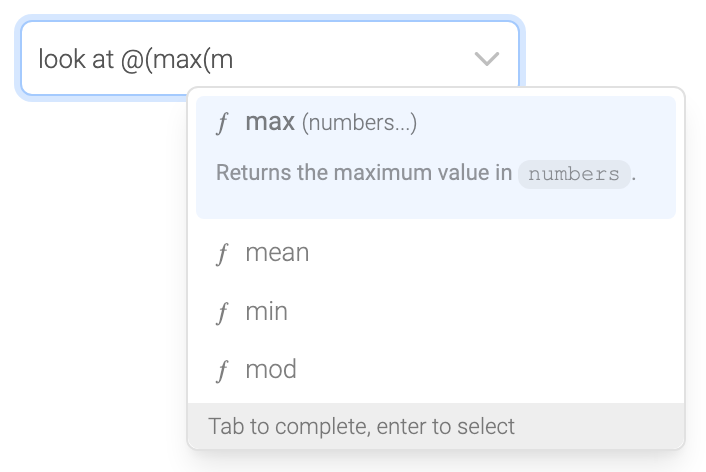 look at @(max(m
ƒ max (numbers...)
Returns the maximum value in numbers.
ƒ mean
ƒ min
ƒ mod
Tab to complete, enter to select